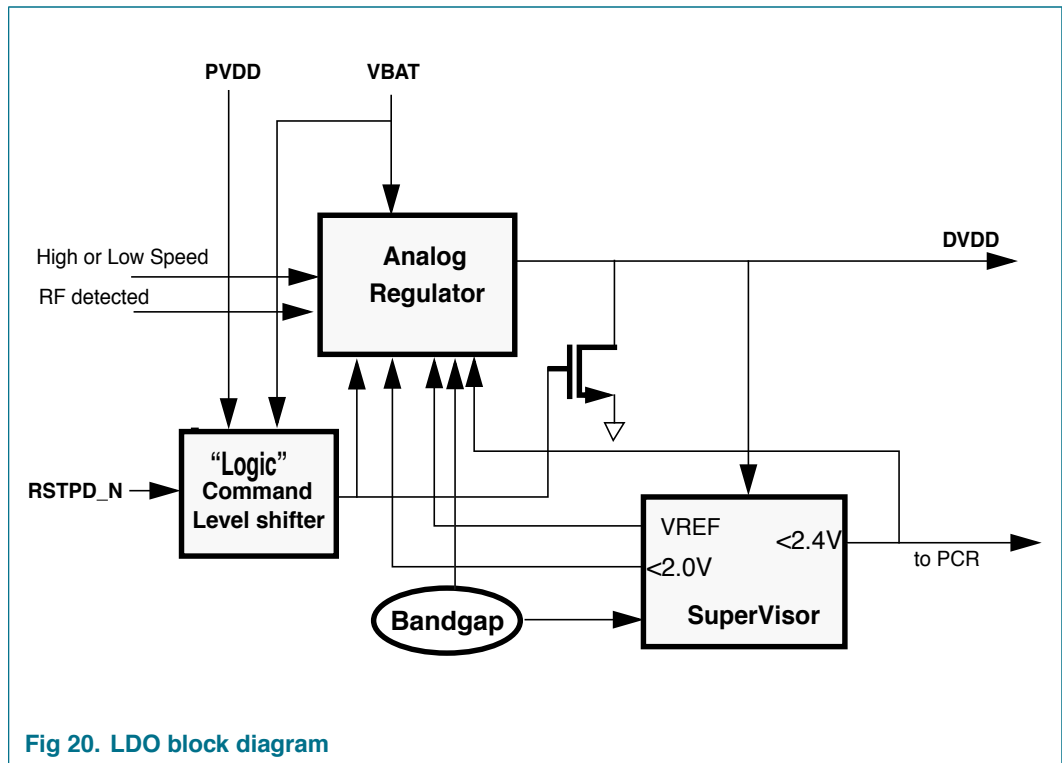 PVDD
VBAT
Analog
Regulator
High or Low Speed
RF detected
DVDD
“Logic”
Command
Level shifter
RSTPD_N
VREF
<2.4V
<2.0V
SuperVisor
to PCR
Bandgap
Fig 20. LDO block diagram